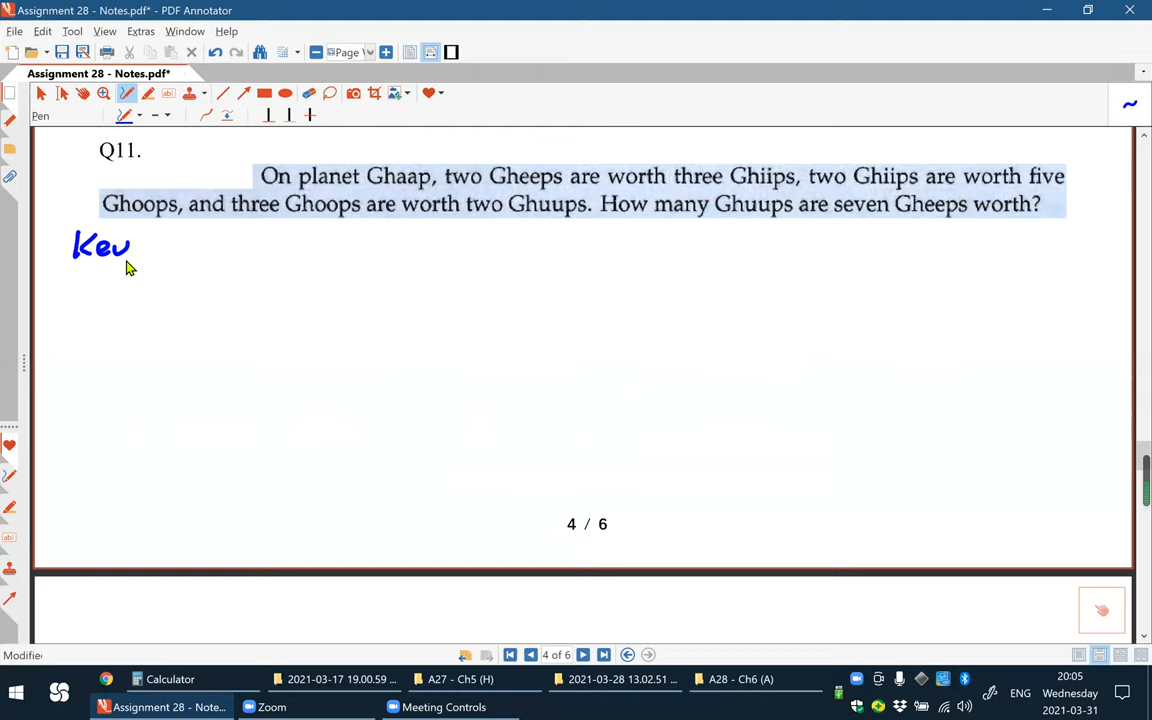 Assignment 28 - Notes.pdf* - PDF Annotator
File Edit Tool View Extras Window Help
Page W
Assignment 28 - Notes.pdf*
Pen
Q11.
On planet Ghaap, two Gheeps are worth three Ghiips, two Ghiips are worth five
Ghoops, and three Ghoops are worth two Ghuups. How many Ghuups are seven Gheeps worth?
Kev
4 / 6
Modifie
4 of 6
Calculator
2021-03-17 19.00.59 ...
A27 - Ch5 (H)
2021-03-28 13.02.51 ...
A28 - Ch6 (A)
20:05
ENG Wednesday
Assignment 28 - Note...
Zoom
Meeting Controls
2021-03-31